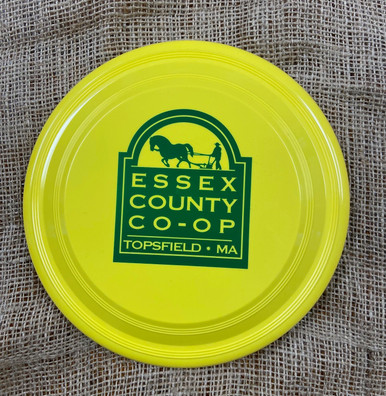 ESSEX
COUNTY
CO-OP
TOPSFIELD • MA